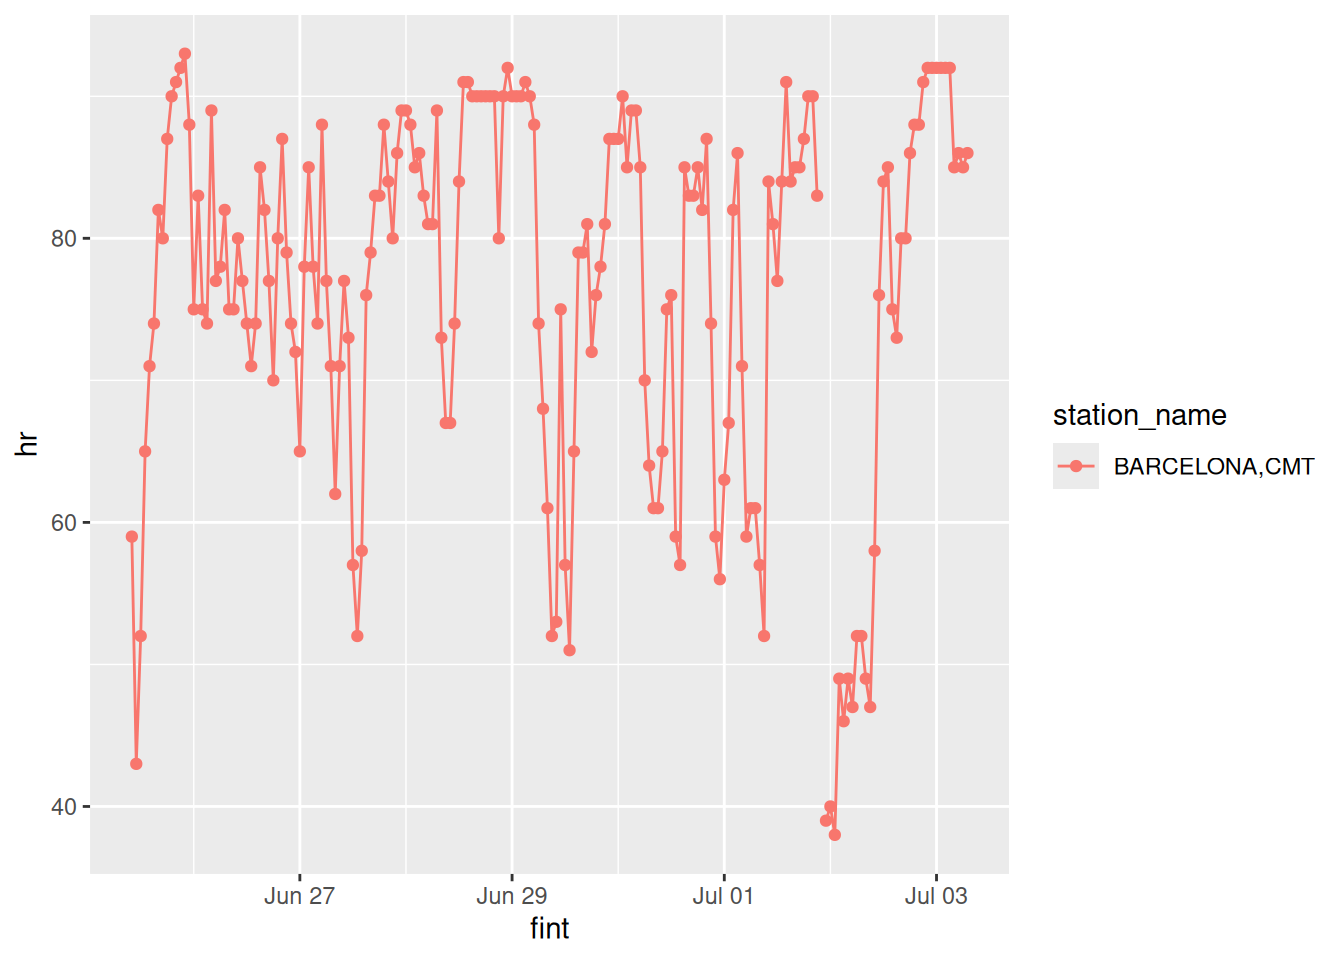 hr
80
60
40
Jun 27
Jun 29
Jul 01
Jul 03
fint
station_name
BARCELONA,CMT